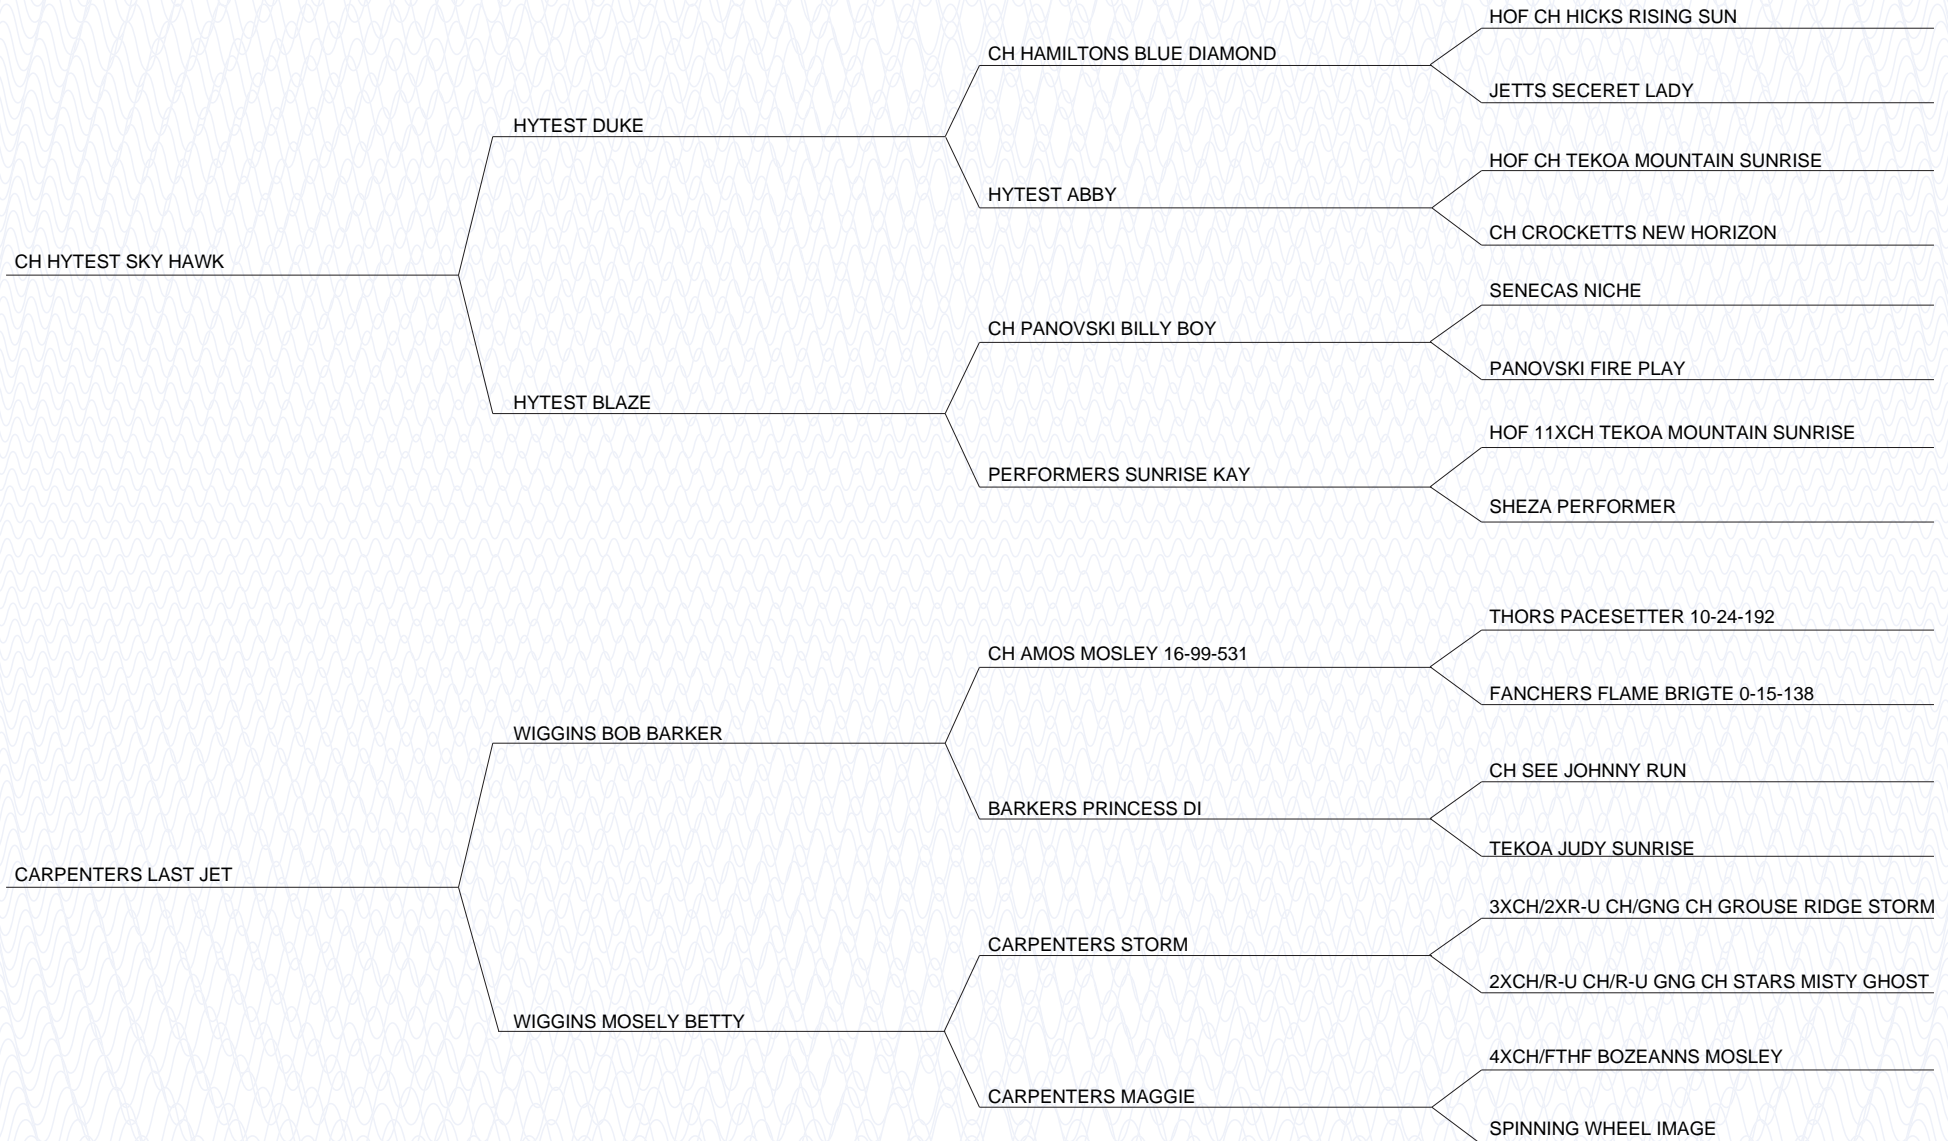 HOF CH HICKS RISING SUN
CH HAMILTONS BLUE DIAMOND
JETTS SECERET LADY
HYTEST DUKE
HOF CH TEKOA MOUNTAIN SUNRISE
HYTEST ABBY
CH CROCKETTS NEW HORIZON
CH HYTEST SKY HAWK
SENECAS NICHE
CH PANOVSKI BILLY BOY
PANOVSKI FIRE PLAY
HYTEST BLAZE
HOF 11XCH TEKOA MOUNTAIN SUNRISE
PERFORMERS SUNRISE KAY
SHEZA PERFORMER
THORS PACESETTER 10-24-192
CH AMOS MOSLEY 16-99-531
FANCHERS FLAME BRIGTE 0-15-138
WIGGINS BOB BARKER
CH SEE JOHNNY RUN
BARKERS PRINCESS DI
TEKOA JUDY SUNRISE
CARPENTERS LAST JET
3XCH/2XR-U CH/GNG CH GROUSE RIDGE STORM
CARPENTERS STORM
2XCH/R-U CH/R-U GNG CH STARS MISTY GHOST
WIGGINS MOSELY BETTY
4XCH/FTHF BOZEANNS MOSLEY
CARPENTERS MAGGIE
SPINNING WHEEL IMAGE